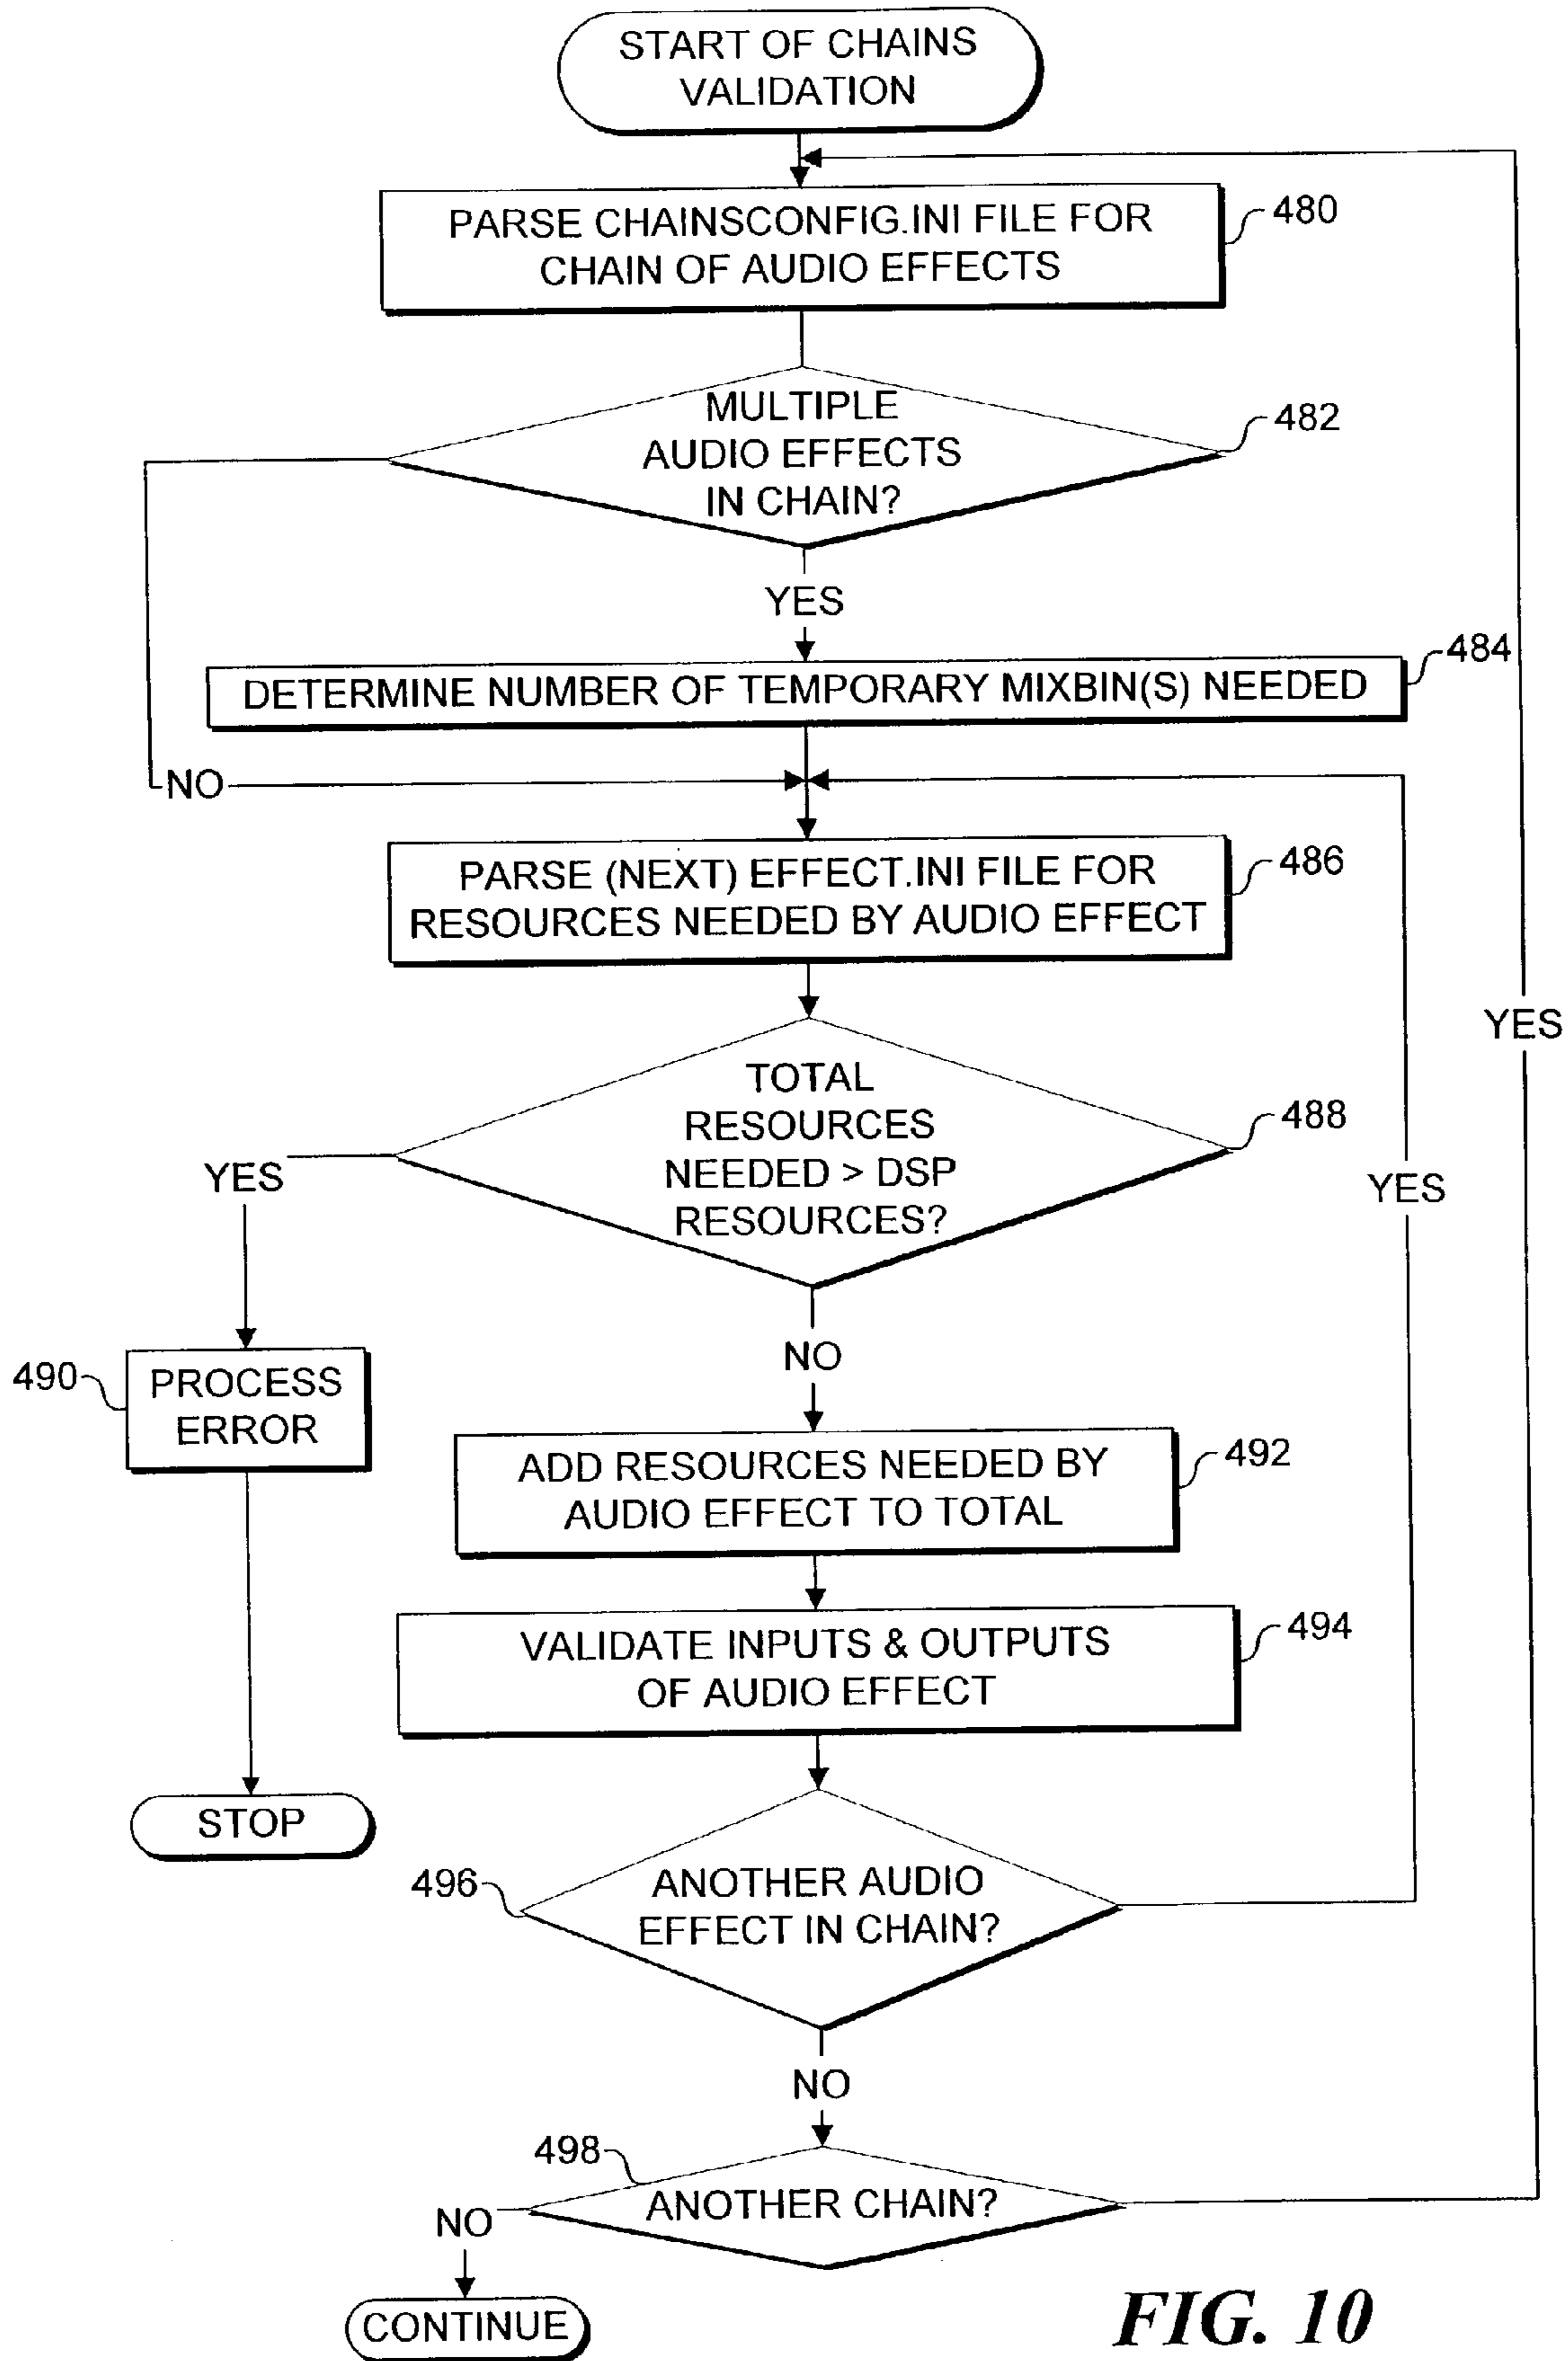 START OF CHAINS
VALIDATION
PARSE CHAINSCONFIG.INI FILE FOR
CHAIN OF AUDIO EFFECTS
480
MULTIPLE
AUDIO EFFECTS
IN CHAIN?
482
YES
DETERMINE NUMBER OF TEMPORARY MIXBIN(S) NEEDED
484
NO
PARSE (NEXT) EFFECT.INI FILE FOR
RESOURCES NEEDED BY AUDIO EFFECT
486
YES
TOTAL
RESOURCES
NEEDED > DSP
RESOURCES?
488
YES
YES
NO
490
PROCESS
ERROR
ADD RESOURCES NEEDED BY
AUDIO EFFECT TO TOTAL
492
VALIDATE INPUTS & OUTPUTS
OF AUDIO EFFECT
494
STOP
496
ANOTHER AUDIO
EFFECT IN CHAIN?
NO
498
ANOTHER CHAIN?
NO
CONTINUE
FIG. 10